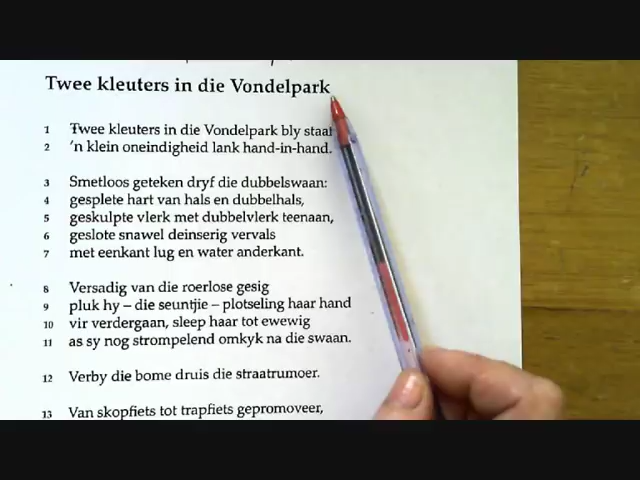 Twee kleuters in die Vondelpark
1 Twee kleuters in die Vondelpark bly staan
2 'n klein oneindigheid lank hand-in-hand.
3 Smetloos geteken dryf die dubbelswaan:
4 gesplete hart van hals en dubbelhals,
5 geskulpte vlerk met dubbelvlerk teenaan,
6 geslote snawel deinserig vervals
7 met eenkant lug en water anderkant.
8 Versadig van die roerlose gesig
9 pluk hy – die seuntjie – plotseling haar hand
10 vir verdergaan, sleep haar tot ewewig
11 as sy nog strompelend omkyk na die swaan.
12 Verby die bome druis die straatrumoer.
13 Van skopfiets tot trapfiets gepromoveer,